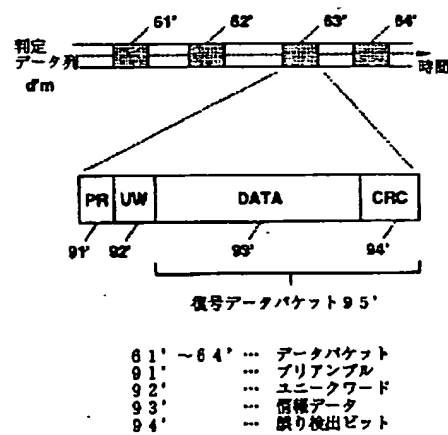 61' 62' 63' 64'
判定
データ列
d'm
時間
PR UW DATA CRC
91' 92' 93' 94'
復号データパケット95'
61'～64' … データパケット
91' … プリアンブル
92' … ユニークワード
93' … 情報データ
94' … 誤り検出ビット